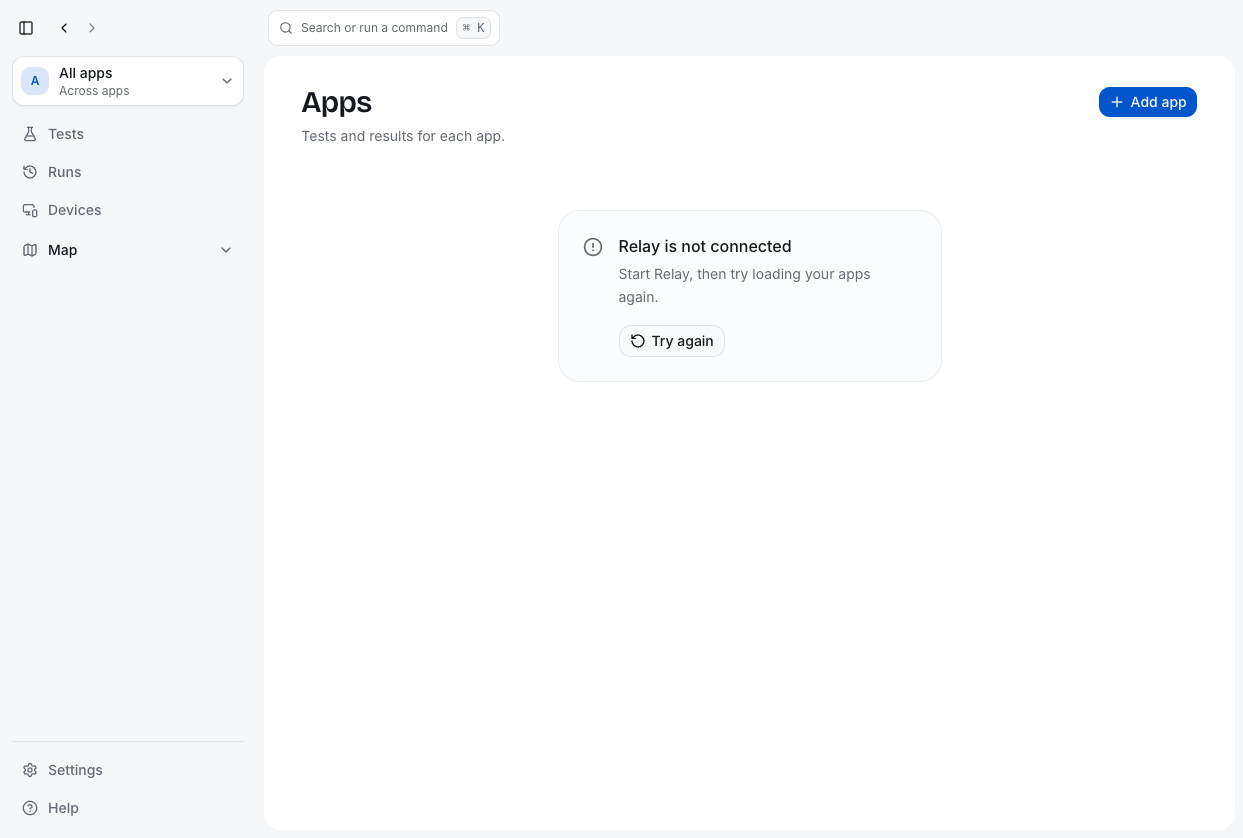 Search or run a command ⌘ K
A
All apps
Across apps
Tests
Runs
Devices
Map
Settings
Help
Apps
Tests and results for each app.
Add app
Relay is not connected
Start Relay, then try loading your apps
again.
Try again